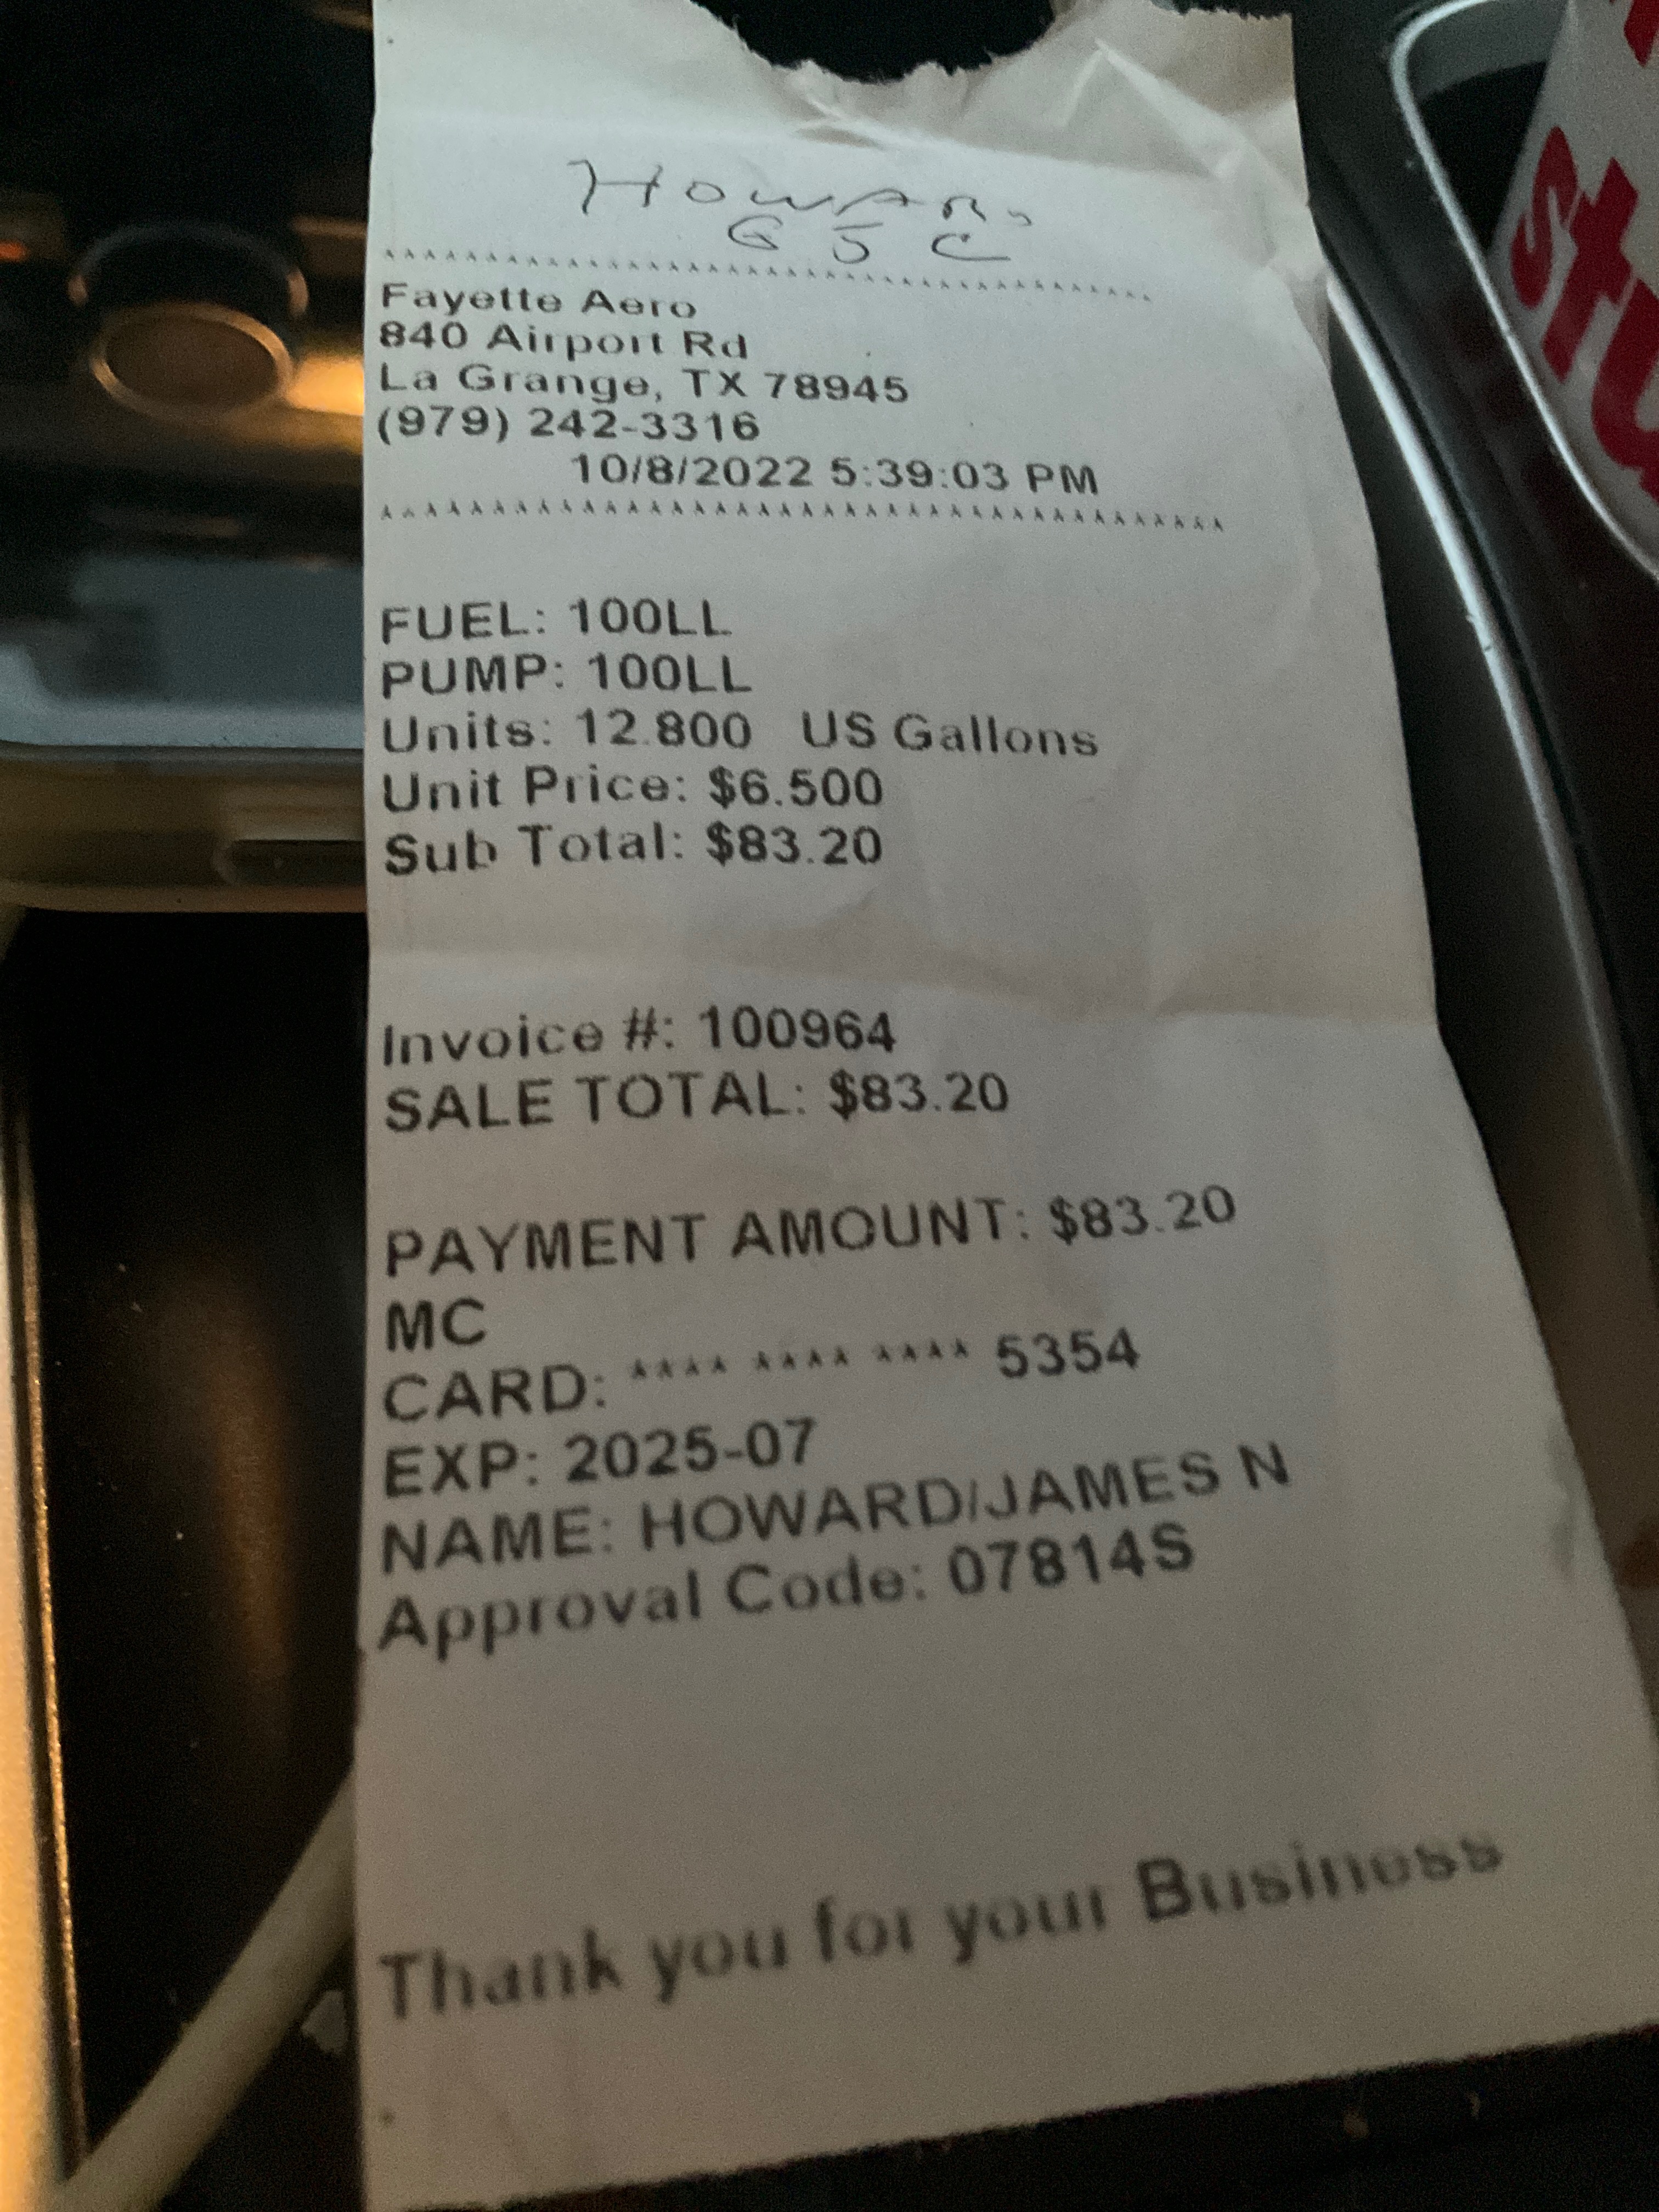 HOWARD
G 5 C
****************************************
Fayette Aero
840 Airport Rd
La Grange, TX 78945
(979) 242-3316
10/8/2022 5:39:03 PM
****************************************
FUEL: 100LL
PUMP: 100LL
Units: 12.800 US Gallons
Unit Price: $6.500
Sub Total: $83.20
Invoice #: 100964
SALE TOTAL: $83.20
PAYMENT AMOUNT: $83.20
MC
CARD: **** **** **** 5354
EXP: 2025-07
NAME: HOWARD/JAMES N
Approval Code: 07814S
Thank you for your Business